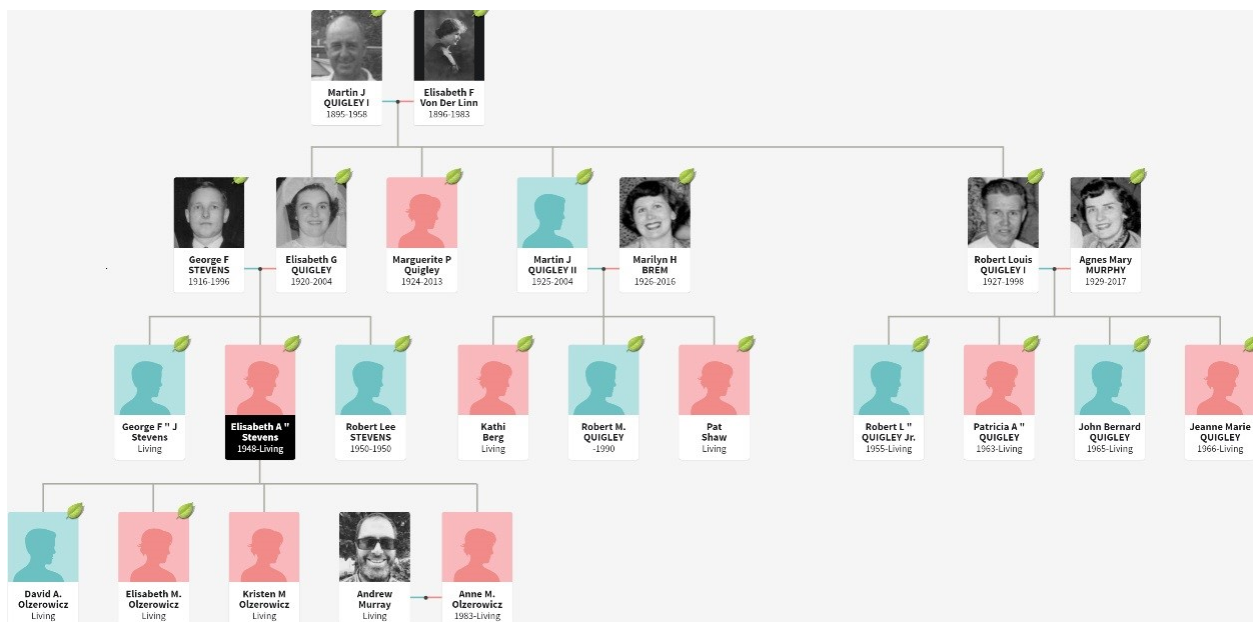 Martin J
QUIGLEY I
1895-1958
Elisabeth F
Von Der Linn
1896-1983
George F
STEVENS
1916-1996
Elisabeth G
QUIGLEY
1920-2004
Marguerite P
Quigley
1924-2013
Martin J
QUIGLEY II
1925-2004
Marilyn H
BREM
1926-2016
Robert Louis
QUIGLEY I
1927-1998
Agnes Mary
MURPHY
1929-2017
George F " J
Stevens
Living
Elisabeth A "
Stevens
1948-Living
Robert Lee
STEVENS
1950-1950
Kathi
Berg
Living
Robert M.
QUIGLEY
-1990
Pat
Shaw
Living
Robert L "
QUIGLEY Jr.
1955-Living
Patricia A "
QUIGLEY
1963-Living
John Bernard
QUIGLEY
1965-Living
Jeanne Marie
QUIGLEY
1966-Living
David A.
Olzerowicz
Living
Elisabeth M.
Olzerowicz
Living
Kristen M
Olzerowicz
Living
Andrew
Murray
Living
Anne M.
Olzerowicz
1983-Living